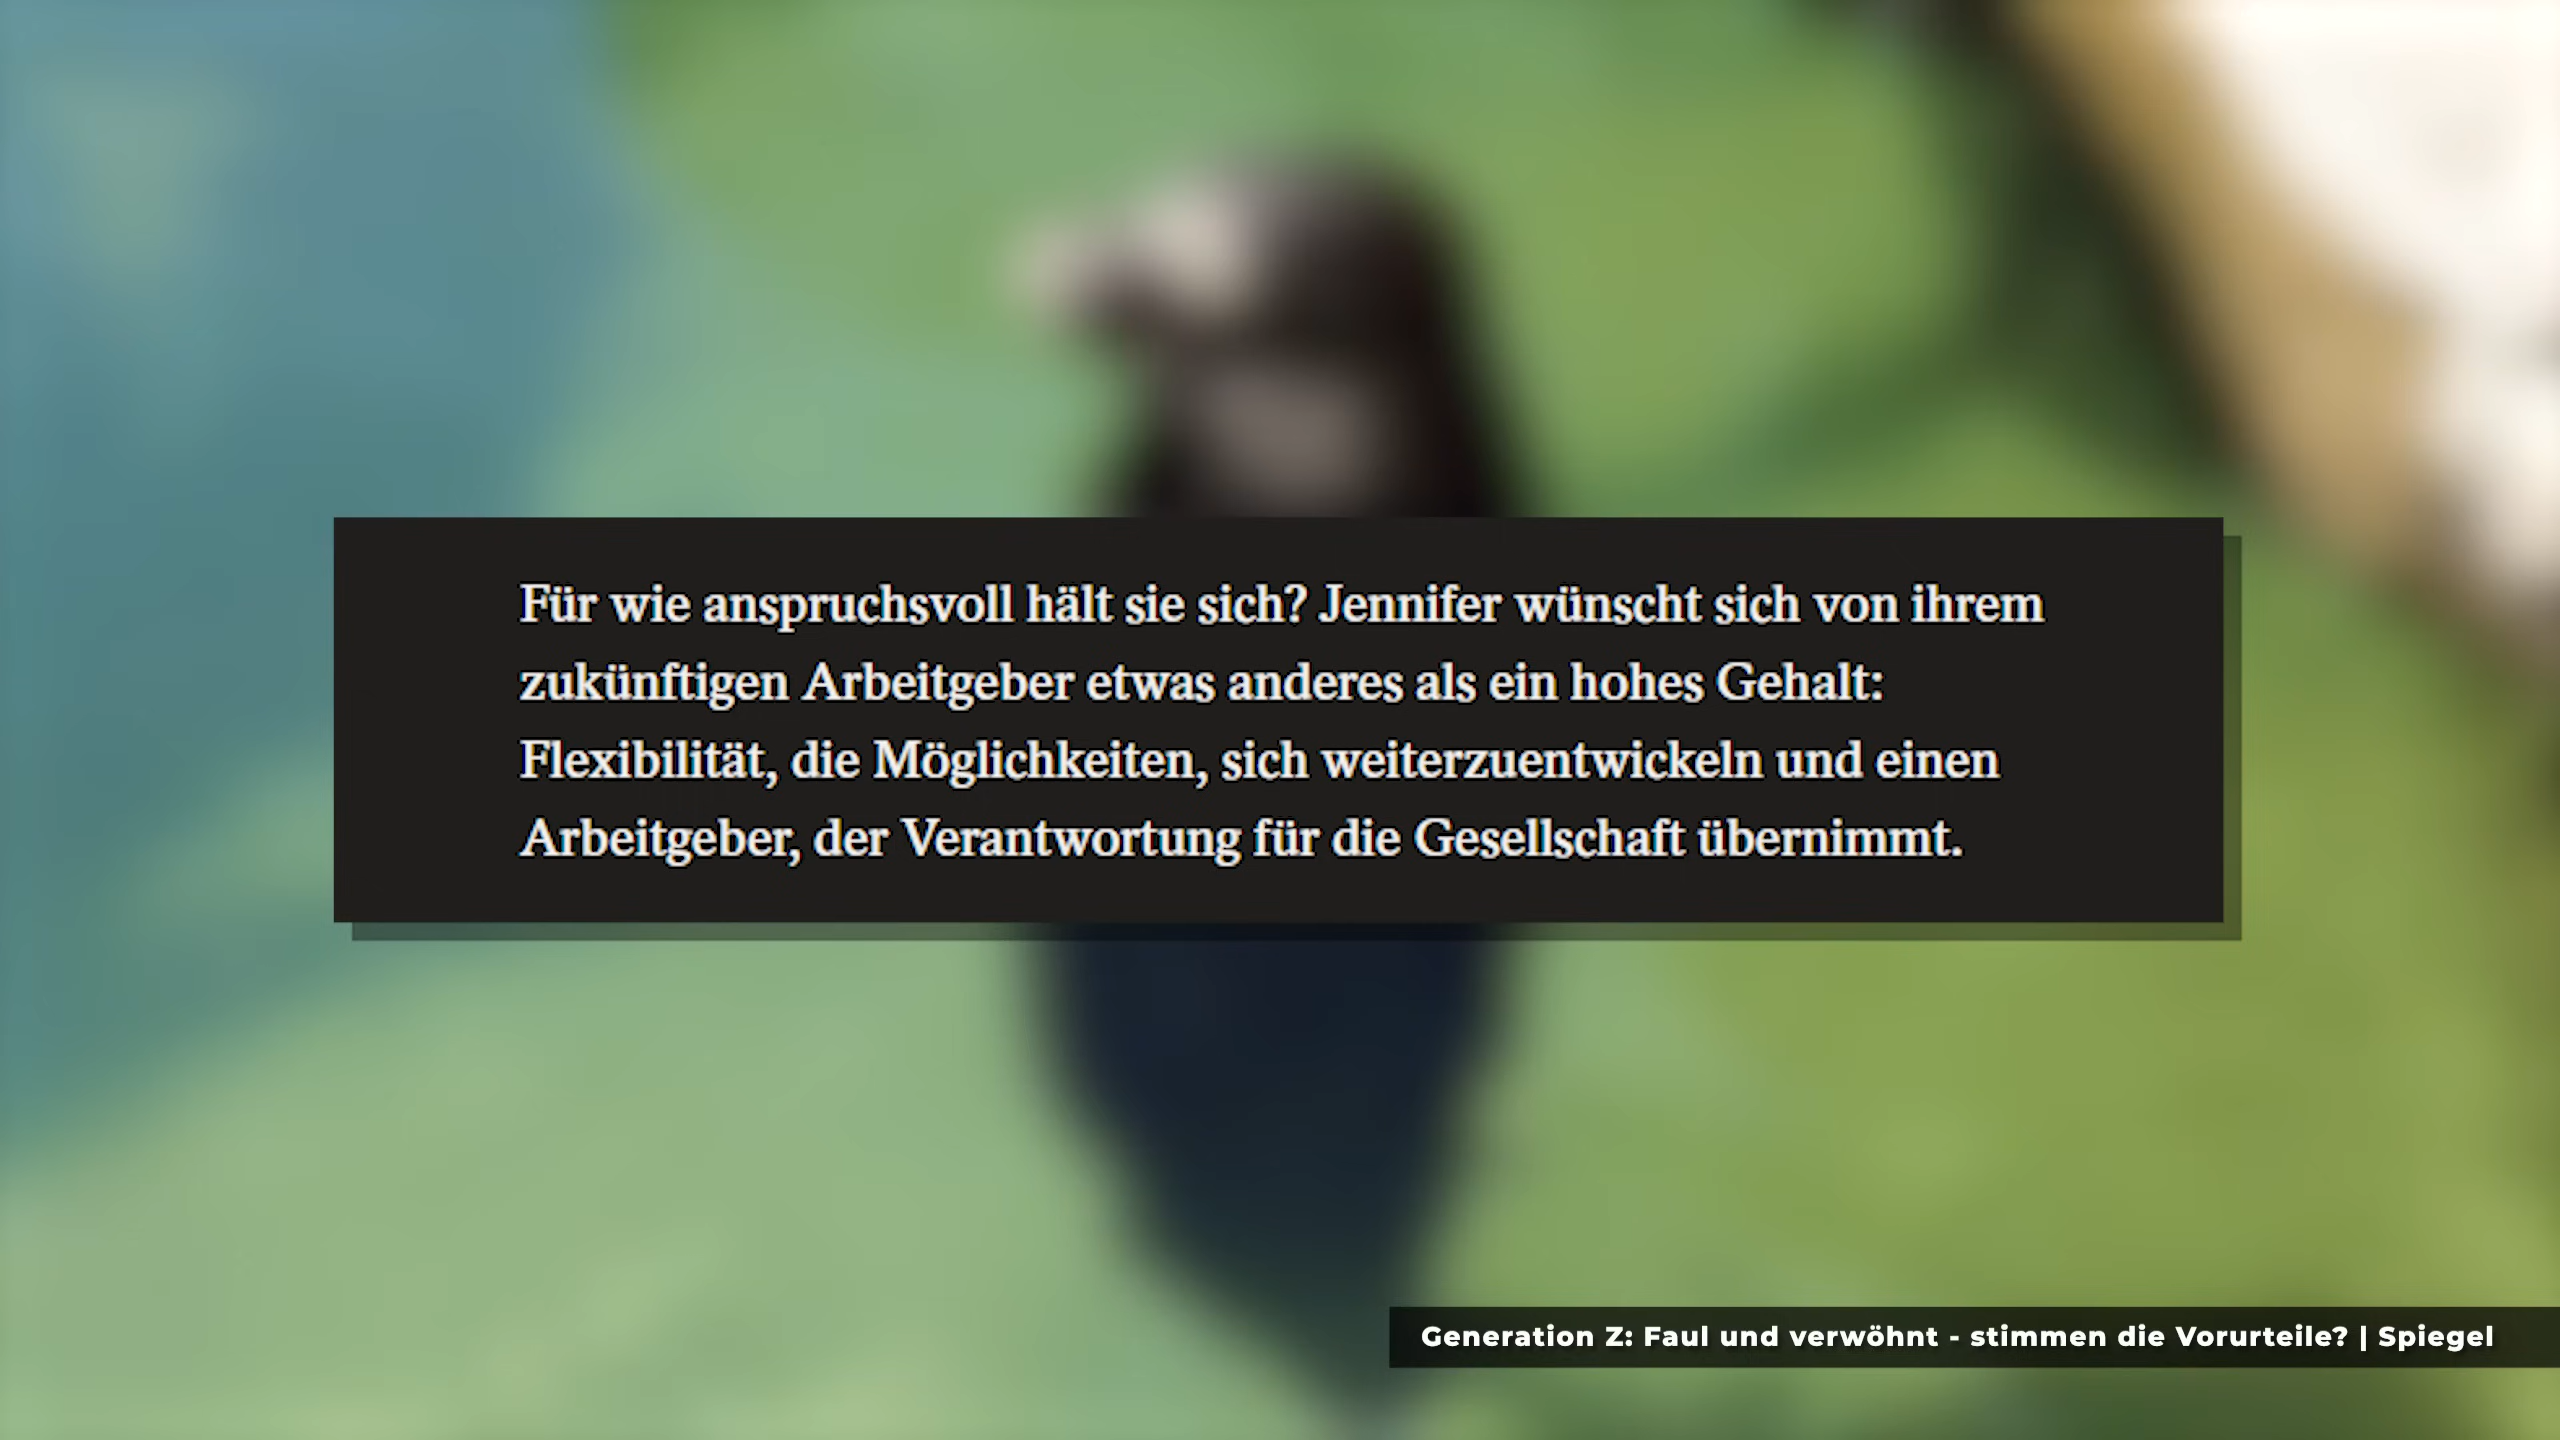 Für wie anspruchsvoll hält sie sich? Jennifer wünscht sich von ihrem
zukünftigen Arbeitgeber etwas anderes als ein hohes Gehalt:
Flexibilität, die Möglichkeiten, sich weiterzuentwickeln und einen
Arbeitgeber, der Verantwortung für die Gesellschaft übernimmt.
Generation Z: Faul und verwöhnt - stimmen die Vorurteile? | Spiegel